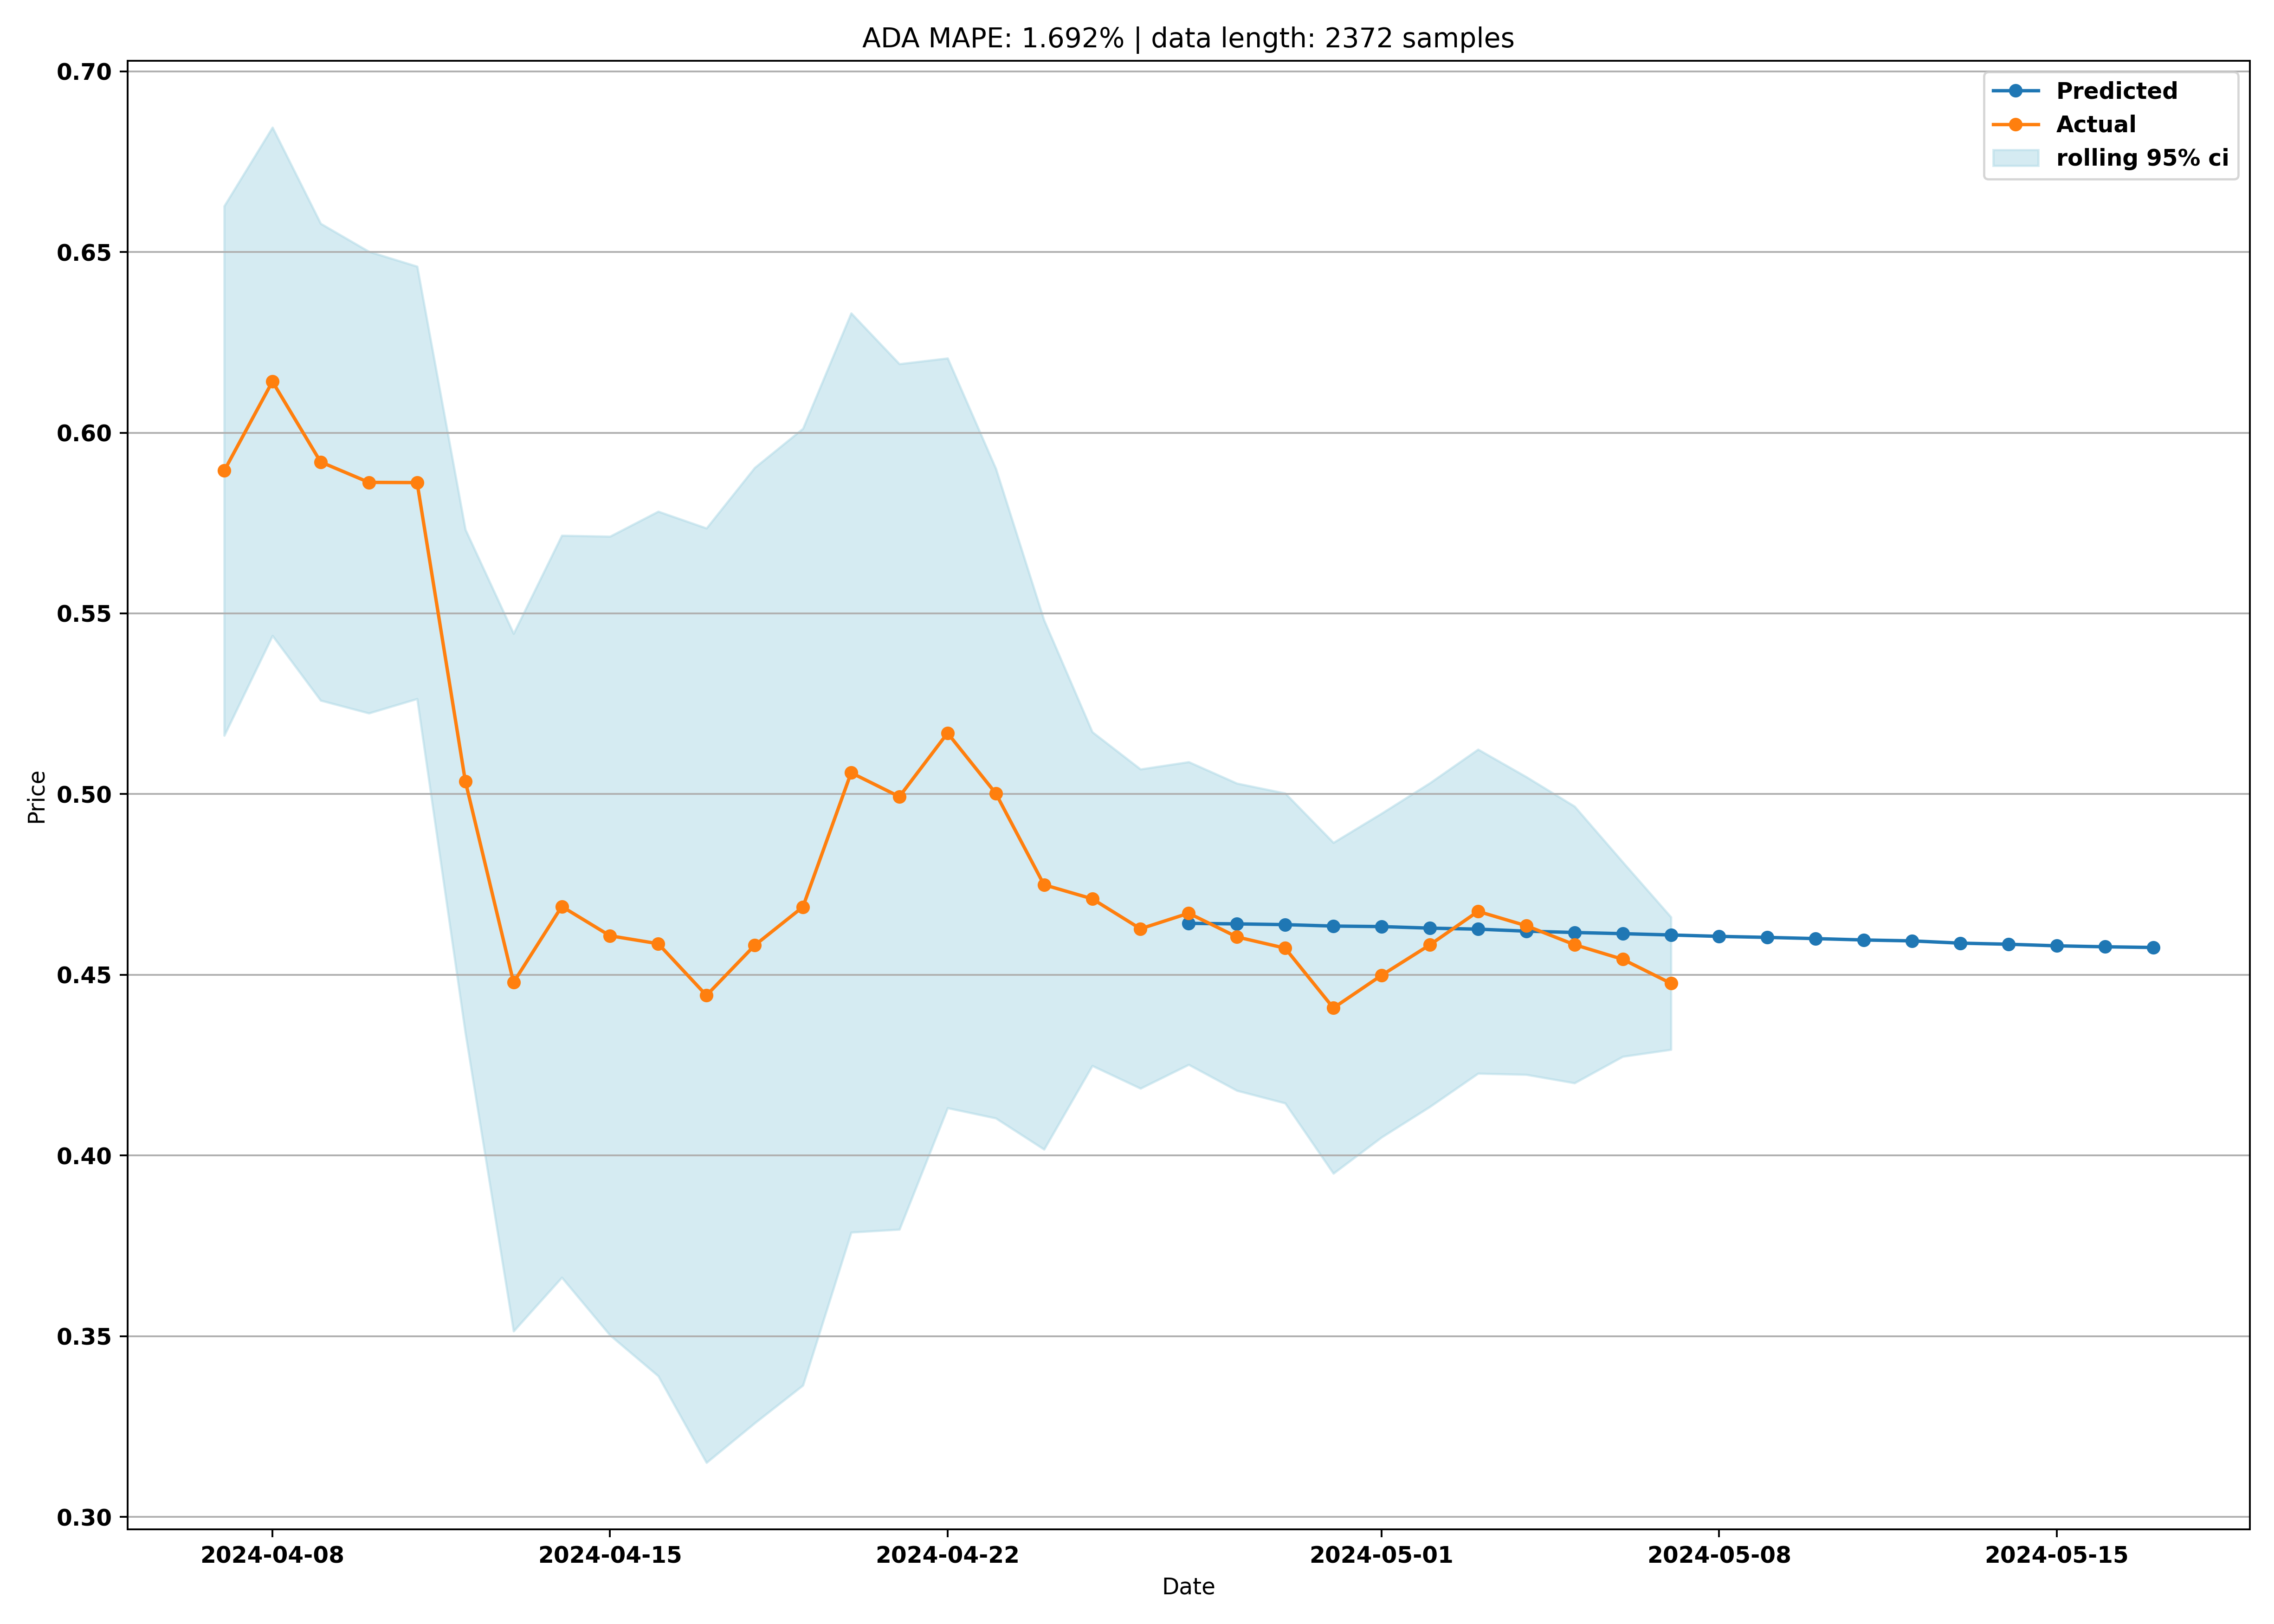 ADA MAPE: 1.692% | data length: 2372 samples
Predicted
Actual
rolling 95% ci
0.70
0.65
0.60
0.55
0.50
0.45
0.40
0.35
0.30
Price
2024-04-08 2024-04-15 2024-04-22 2024-05-01 2024-05-08 2024-05-15
Date